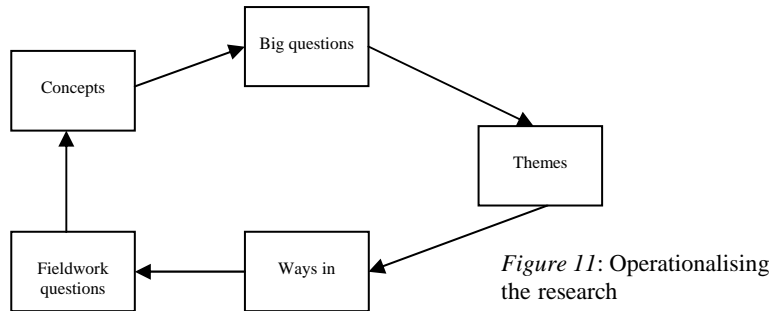 Big questions
Concepts
Themes
Fieldwork
questions
Ways in
Figure 11: Operationalising
the research